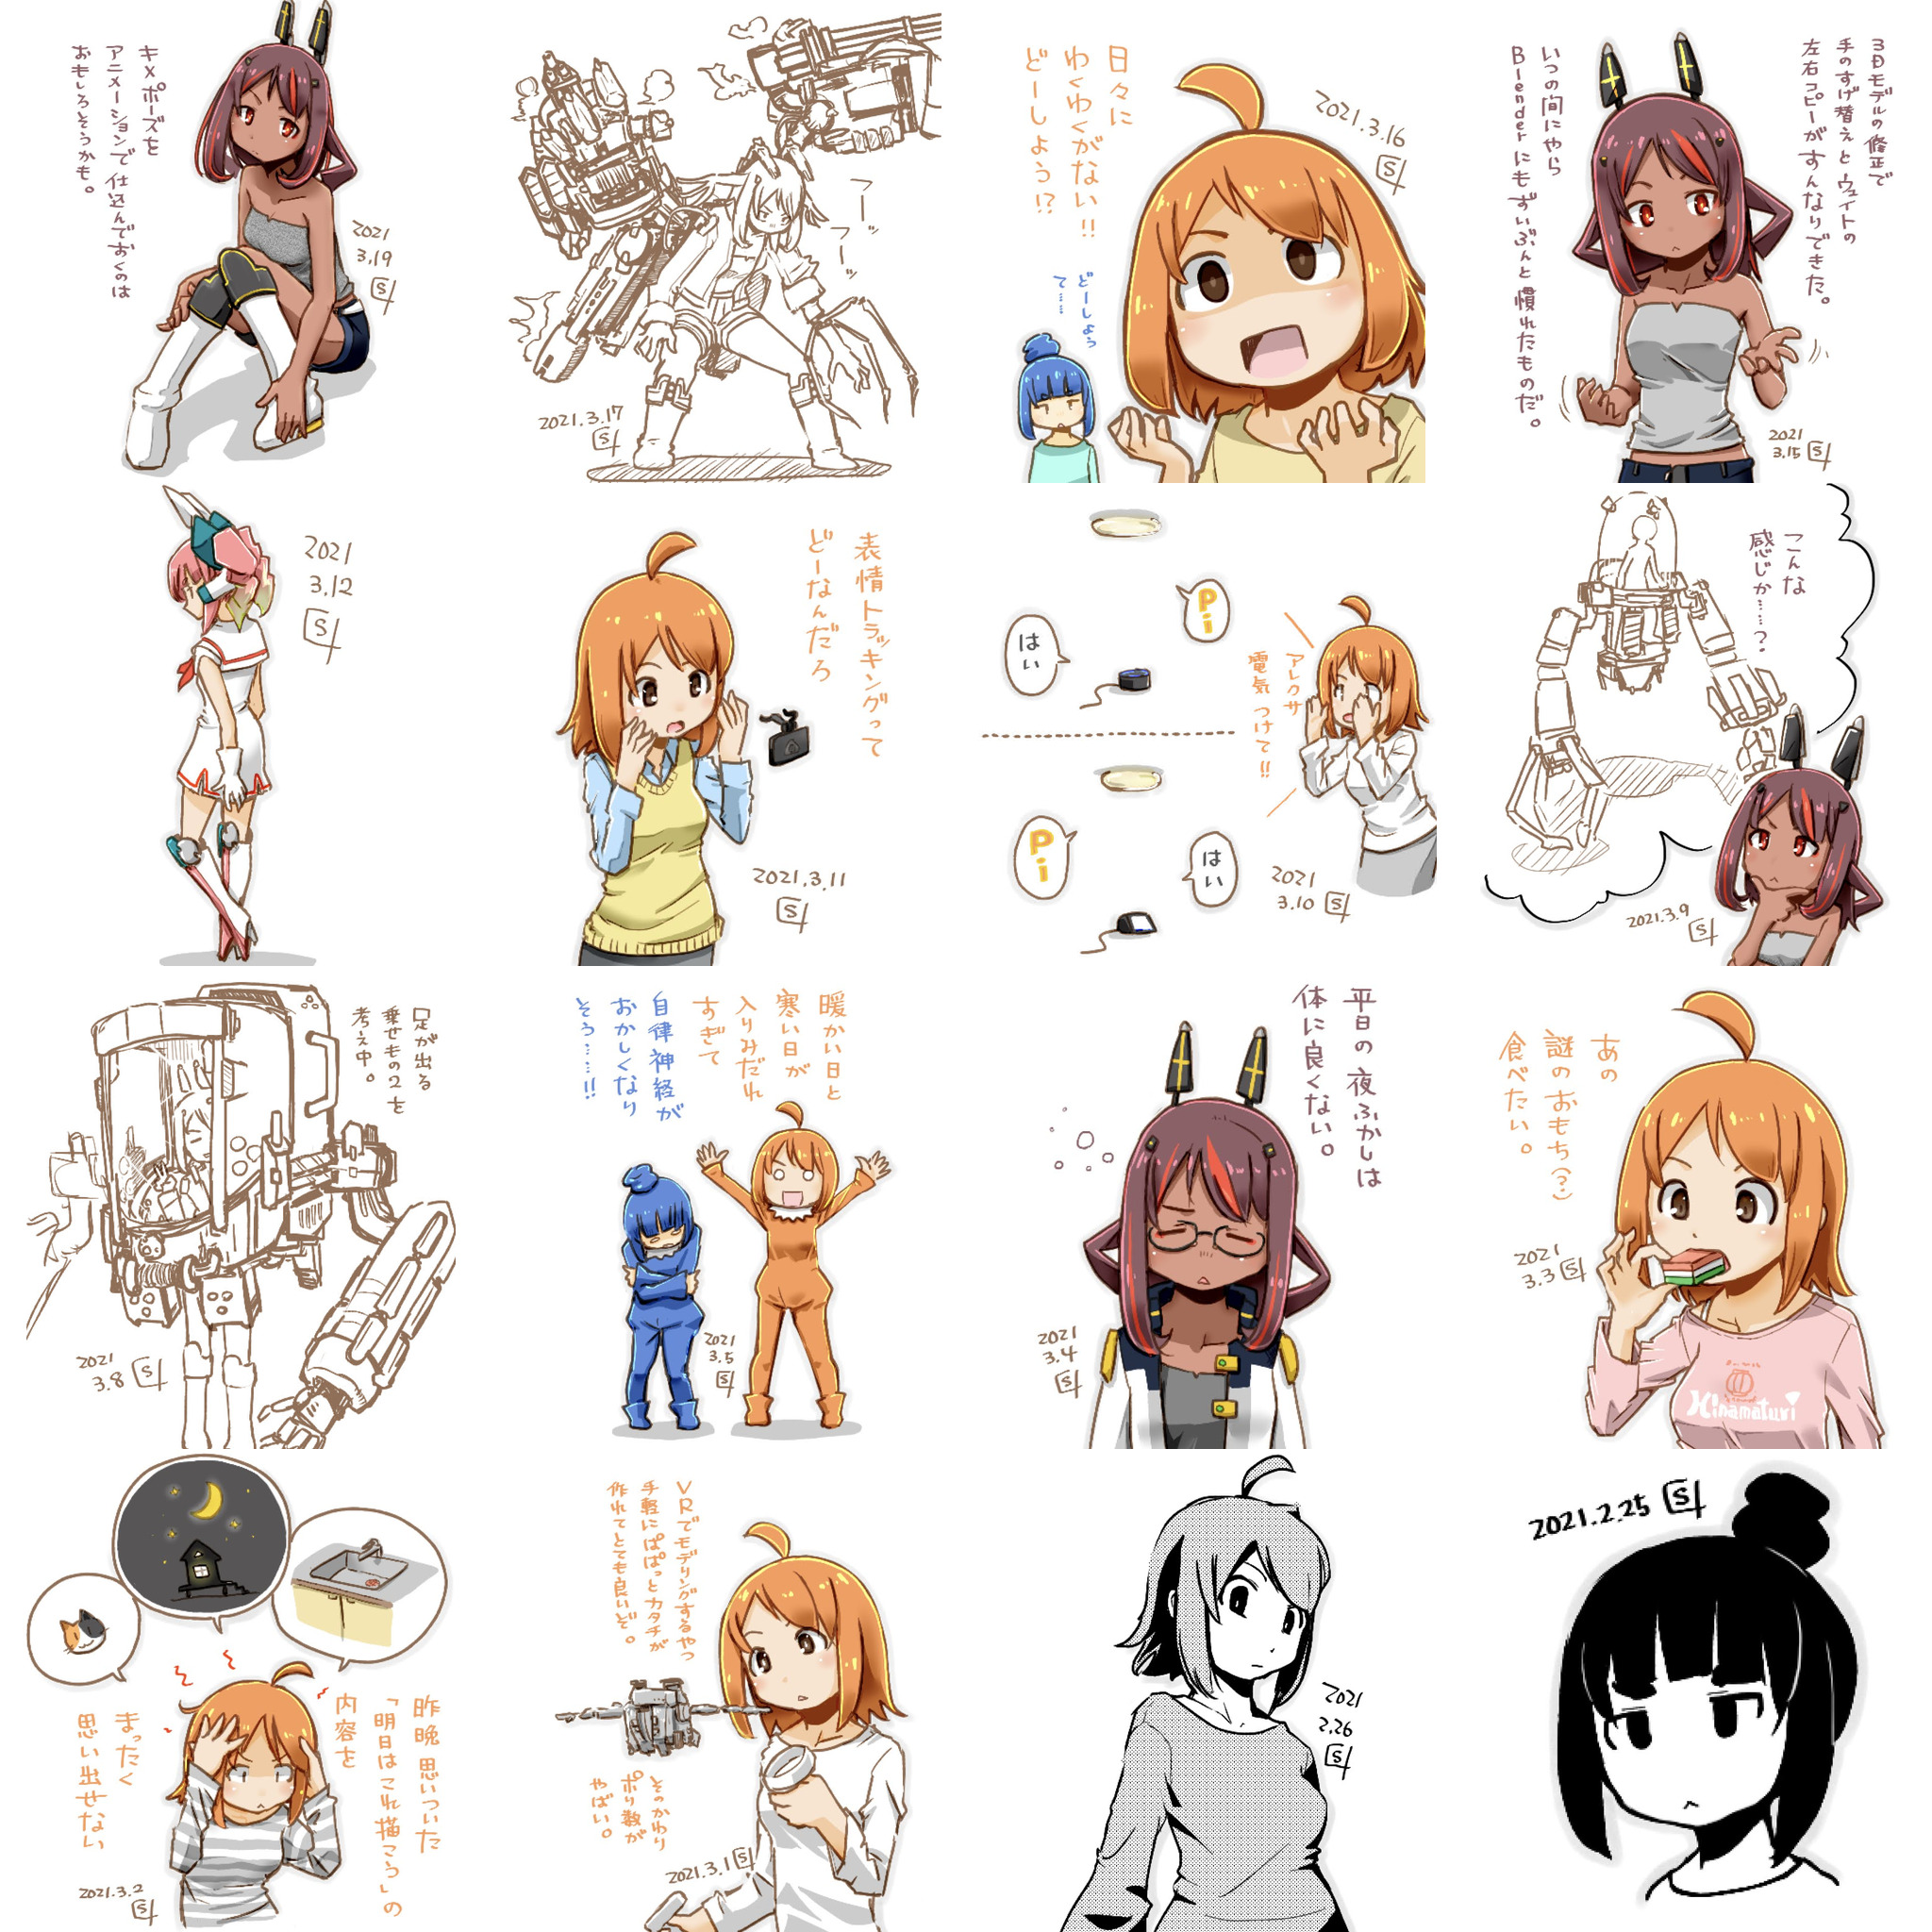 キメポーズを
アニメーションで仕込んでおくのは
おもしろそうかも。
2021
3.19
フーッ
フーッ
2021.3.17
日々に
わくわくがない!!
どーしよう!?
2021.3.16
どーしよう
て……
3Dモデルの修正で
手のすげ替えとウェイトの
左右コピーがすんなりできた。
いつの間にやら
Blenderにもずいぶんと慣れたものだ。
2021
3.15
2021
3.12
表情トラッキングって
どーなんだろ
2021.3.11
Pi
はい
アレクサ
電気つけて!!
Pi
はい
2021
3.10
こんな
感じか……?
2021.3.9
足が出る
乗せもの2を
考え中。
2021
3.8
暖かい日と
寒い日が
入りみだれ
すぎて
自律神経が
おかしくなり
そう……!!
2021
3.5
平日の夜ふかしは
体に良くない。
2021
3.4
あの
謎のおもち(?)
食べたい。
2021
3.3
Hinamaturi
昨晩思いついた
「明日はこれ描こう」の
内容を
まったく
思い出せない
2021.3.2
VRでモデリングするやつ
手軽にぱぱっとカタチが
作れてとても良いぞ。
そのかわり
ポリ数が
やばい。
2021.3.1
2021
2.26
2021.2.25